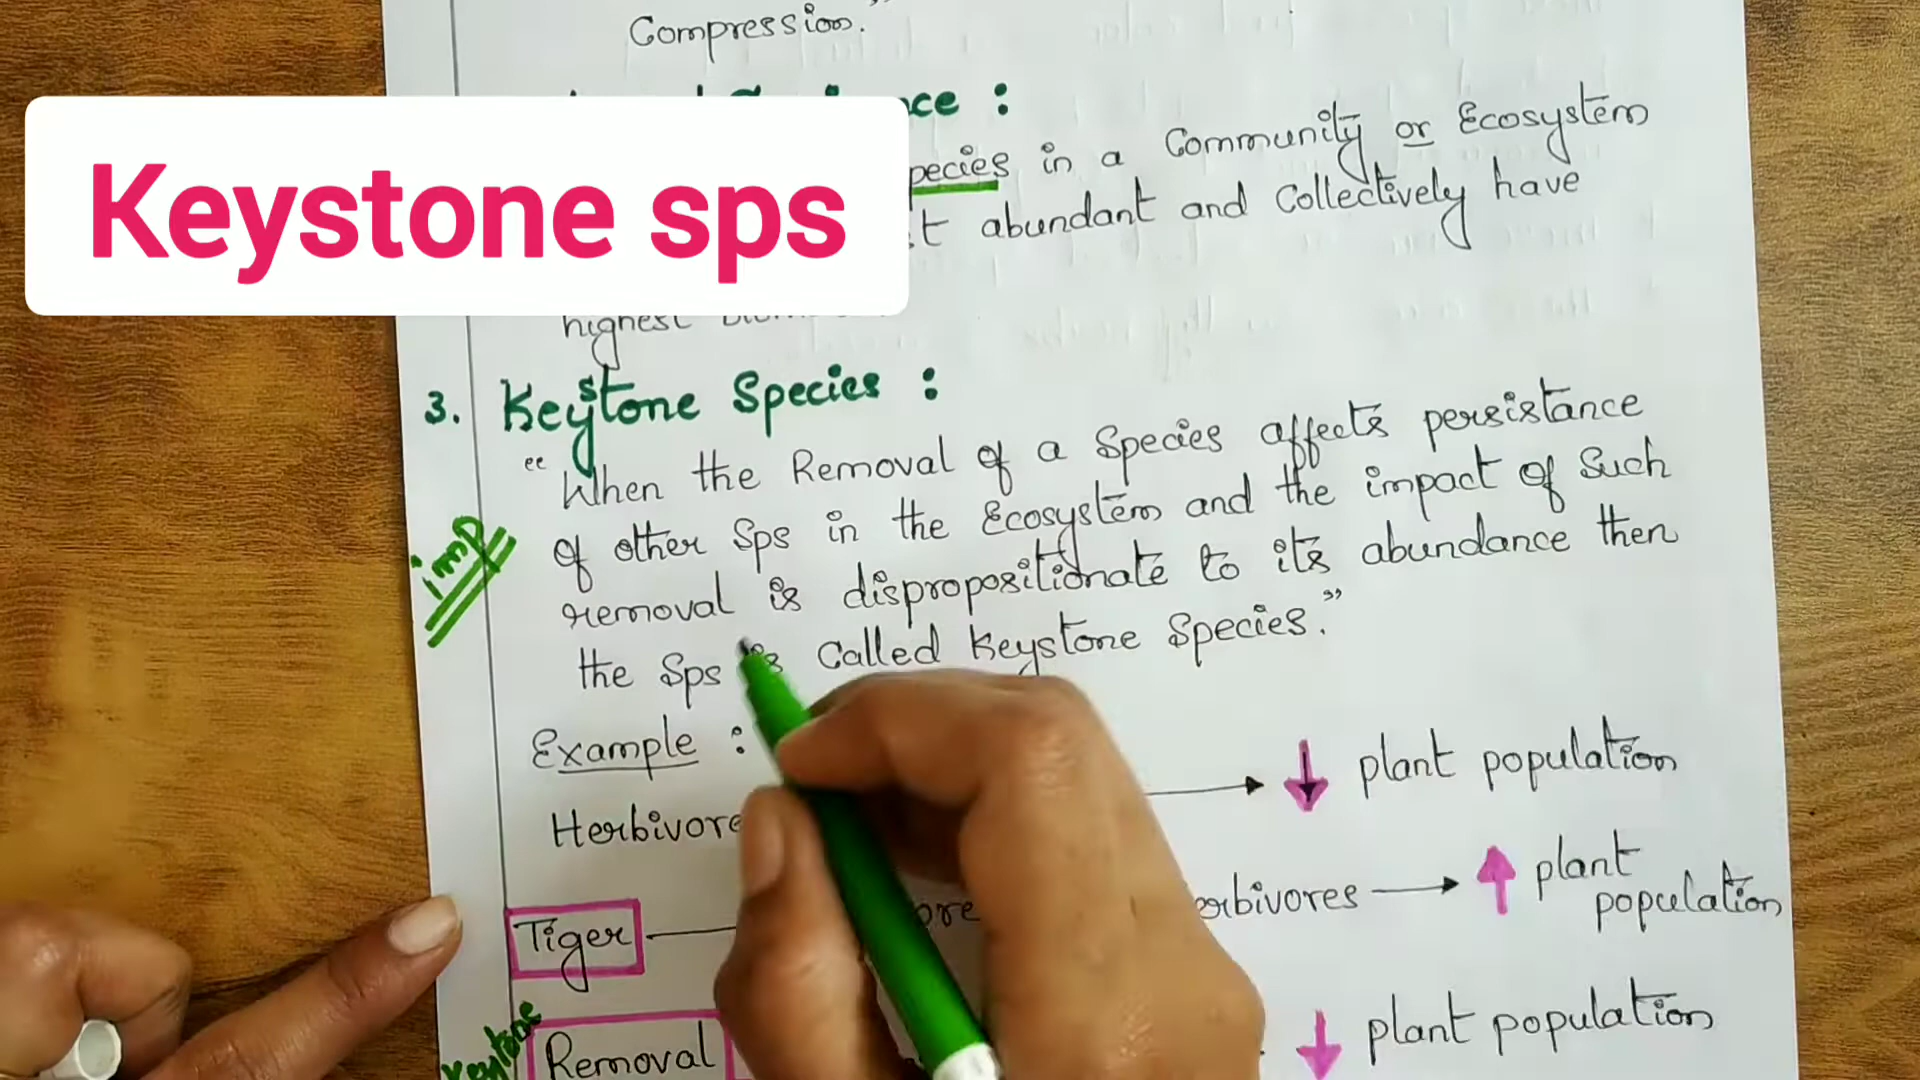 Compression.”
ce :
Keystone sps
pecies in a Community or Ecosystem
t abundant and Collectively have
highest
3. Keystone Species :
“When the Removal of a Species affects persistance
of other Sps in the Ecosystem and the impact of Such
removal is dispropositionate to its abundance then
the Sps is Called Keystone Species.”
imp
Example :
plant population
Herbivore
Tiger
ore
erbivores
plant
population
Keystone
Removal
plant population